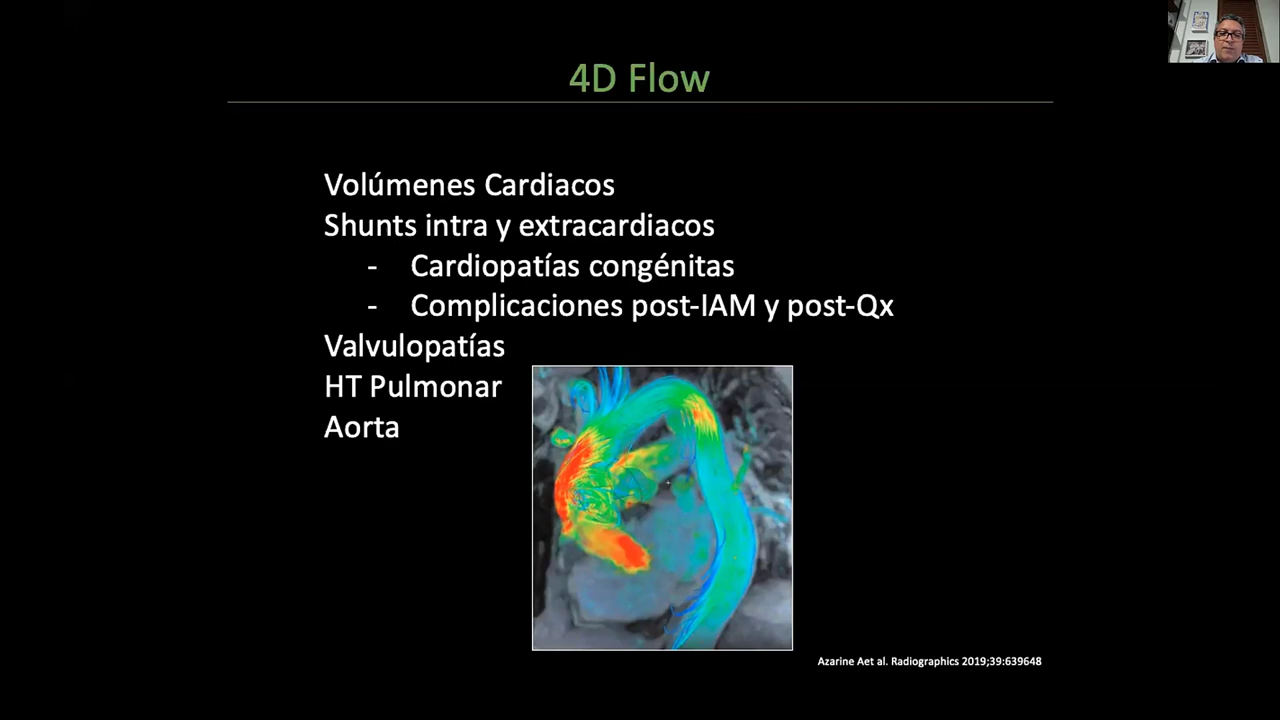 4D Flow
Volúmenes Cardiacos
Shunts intra y extracardiacos
- Cardiopatías congénitas
- Complicaciones post-IAM y post-Qx
Valvulopatías
HT Pulmonar
Aorta
Azarine Aet al. Radiographics 2019;39:639648